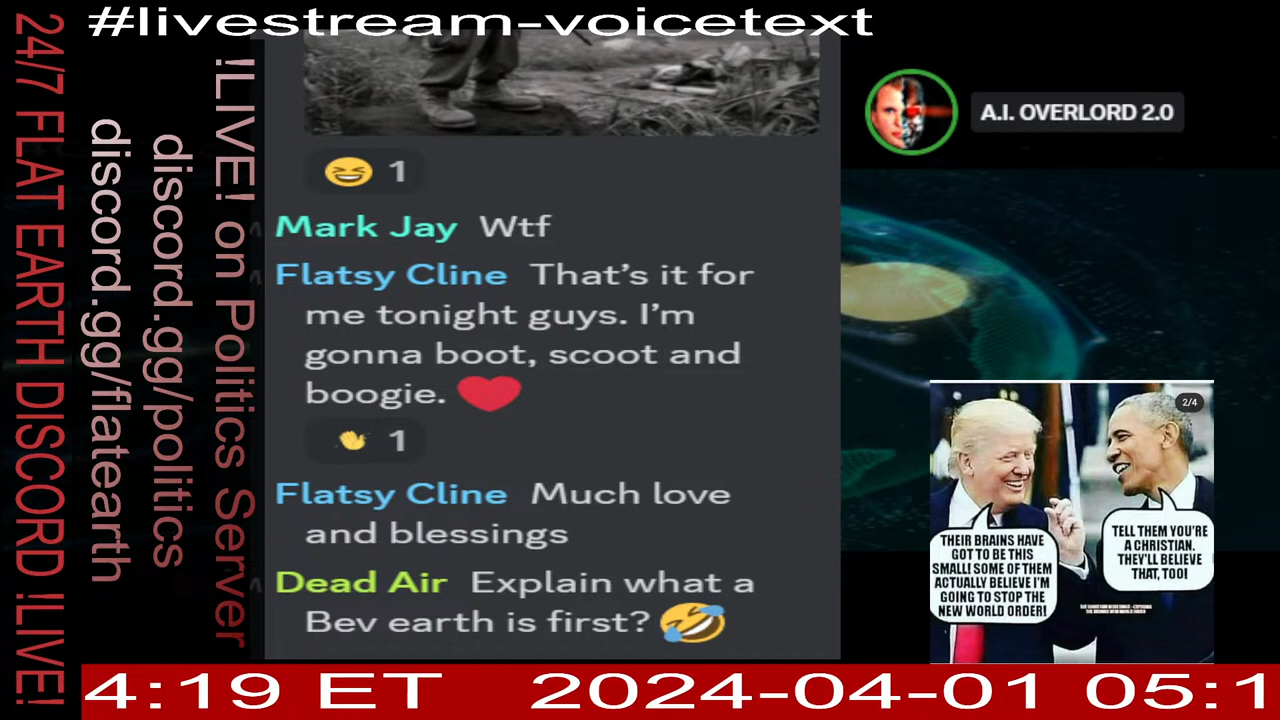 #livestream-voicetext
24/7 FLAT EARTH DISCORD !LIVE!
discord.gg/flatearth
discord.gg/politics
!LIVE! on Politics Server
1
Mark Jay Wtf
Flatsy Cline That’s it for
me tonight guys. I’m
gonna boot, scoot and
boogie.
1
Flatsy Cline Much love
and blessings
Dead Air Explain what a
Bev earth is first?
A.I. OVERLORD 2.0
2/4
THEIR BRAINS HAVE
GOT TO BE THIS
SMALL! SOME OF THEM
ACTUALLY BELIEVE I'M
GOING TO STOP THE
NEW WORLD ORDER!
TELL THEM YOU'RE
A CHRISTIAN.
THEY'LL BELIEVE
THAT, TOO!
4:19 ET 2024-04-01 05:1